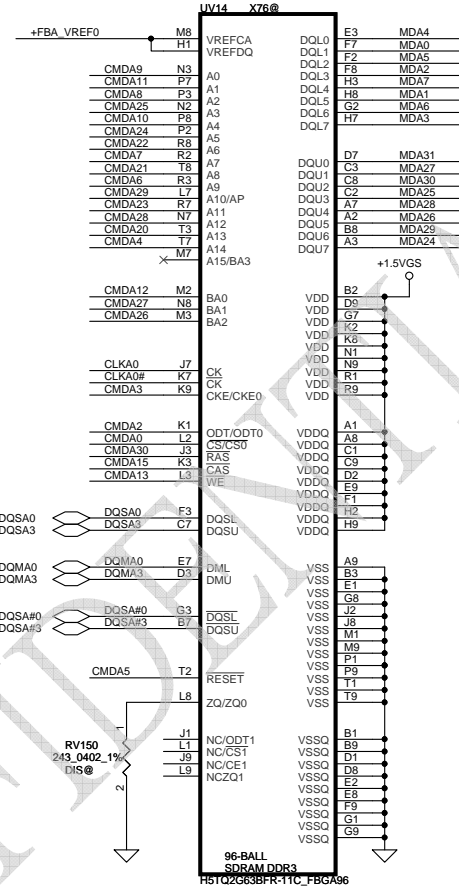 UV14 X76@
+FBA_VREF0 M8 VREFCA DQL0 E3 MDA4
H1 VREFDQ DQL1 F7 MDA0
DQL2 F2 MDA5
CMDA9 N3 A0 DQL3 F8 MDA2
CMDA11 P7 A1 DQL4 H3 MDA7
CMDA8 P3 A2 DQL5 H8 MDA1
CMDA25 N2 A3 DQL6 G2 MDA6
CMDA10 P8 A4 DQL7 H7 MDA3
CMDA24 P2 A5
CMDA22 R8 A6
CMDA7 R2 A7 DQU0 D7 MDA31
CMDA21 T8 A8 DQU1 C3 MDA27
CMDA6 R3 A9 DQU2 C8 MDA30
CMDA29 L7 A10/AP DQU3 C2 MDA25
CMDA23 R7 A11 DQU4 A7 MDA28
CMDA28 N7 A12 DQU5 A2 MDA26
CMDA20 T3 A13 DQU6 B8 MDA29
CMDA4 T7 A14 DQU7 A3 MDA24
M7 A15/BA3
+1.5VGS
CMDA12 M2 BA0 VDD B2
CMDA27 N8 BA1 VDD D9
CMDA26 M3 BA2 VDD G7
VDD K2
VDD K8
VDD N1
CLKA0 J7 CK VDD N9
CLKA0# K7 CK VDD R1
CMDA3 K9 CKE/CKE0 VDD R9
CMDA2 K1 ODT/ODT0 VDDQ A1
CMDA0 L2 CS/CS0 VDDQ A8
CMDA30 J3 RAS VDDQ C1
CMDA15 K3 CAS VDDQ C9
CMDA13 L3 WE VDDQ D2
VDDQ E9
VDDQ F1
DQSA0 DQSA0 F3 DQSL VDDQ H2
DQSA3 DQSA3 C7 DQSU VDDQ H9
DQMA0 DQMA0 E7 DML VSS A9
DQMA3 DQMA3 D3 DMU VSS B3
VSS E1
VSS G8
DQSA#0 DQSA#0 G3 DQSL VSS J2
DQSA#3 DQSA#3 B7 DQSU VSS J8
VSS M1
VSS M9
VSS P1
CMDA5 T2 RESET VSS P9
VSS T1
L8 ZQ/ZQ0 VSS T9
J1 NC/ODT1 VSSQ B1
L1 NC/CS1 VSSQ B9
J9 NC/CE1 VSSQ D1
L9 NCZQ1 VSSQ D8
VSSQ E2
VSSQ E8
VSSQ F9
VSSQ G1
VSSQ G9
1
RV150
243_0402_1%
DIS@
2
96-BALL
SDRAM DDR3
H5TQ2G63BFR-11C_FBGA96